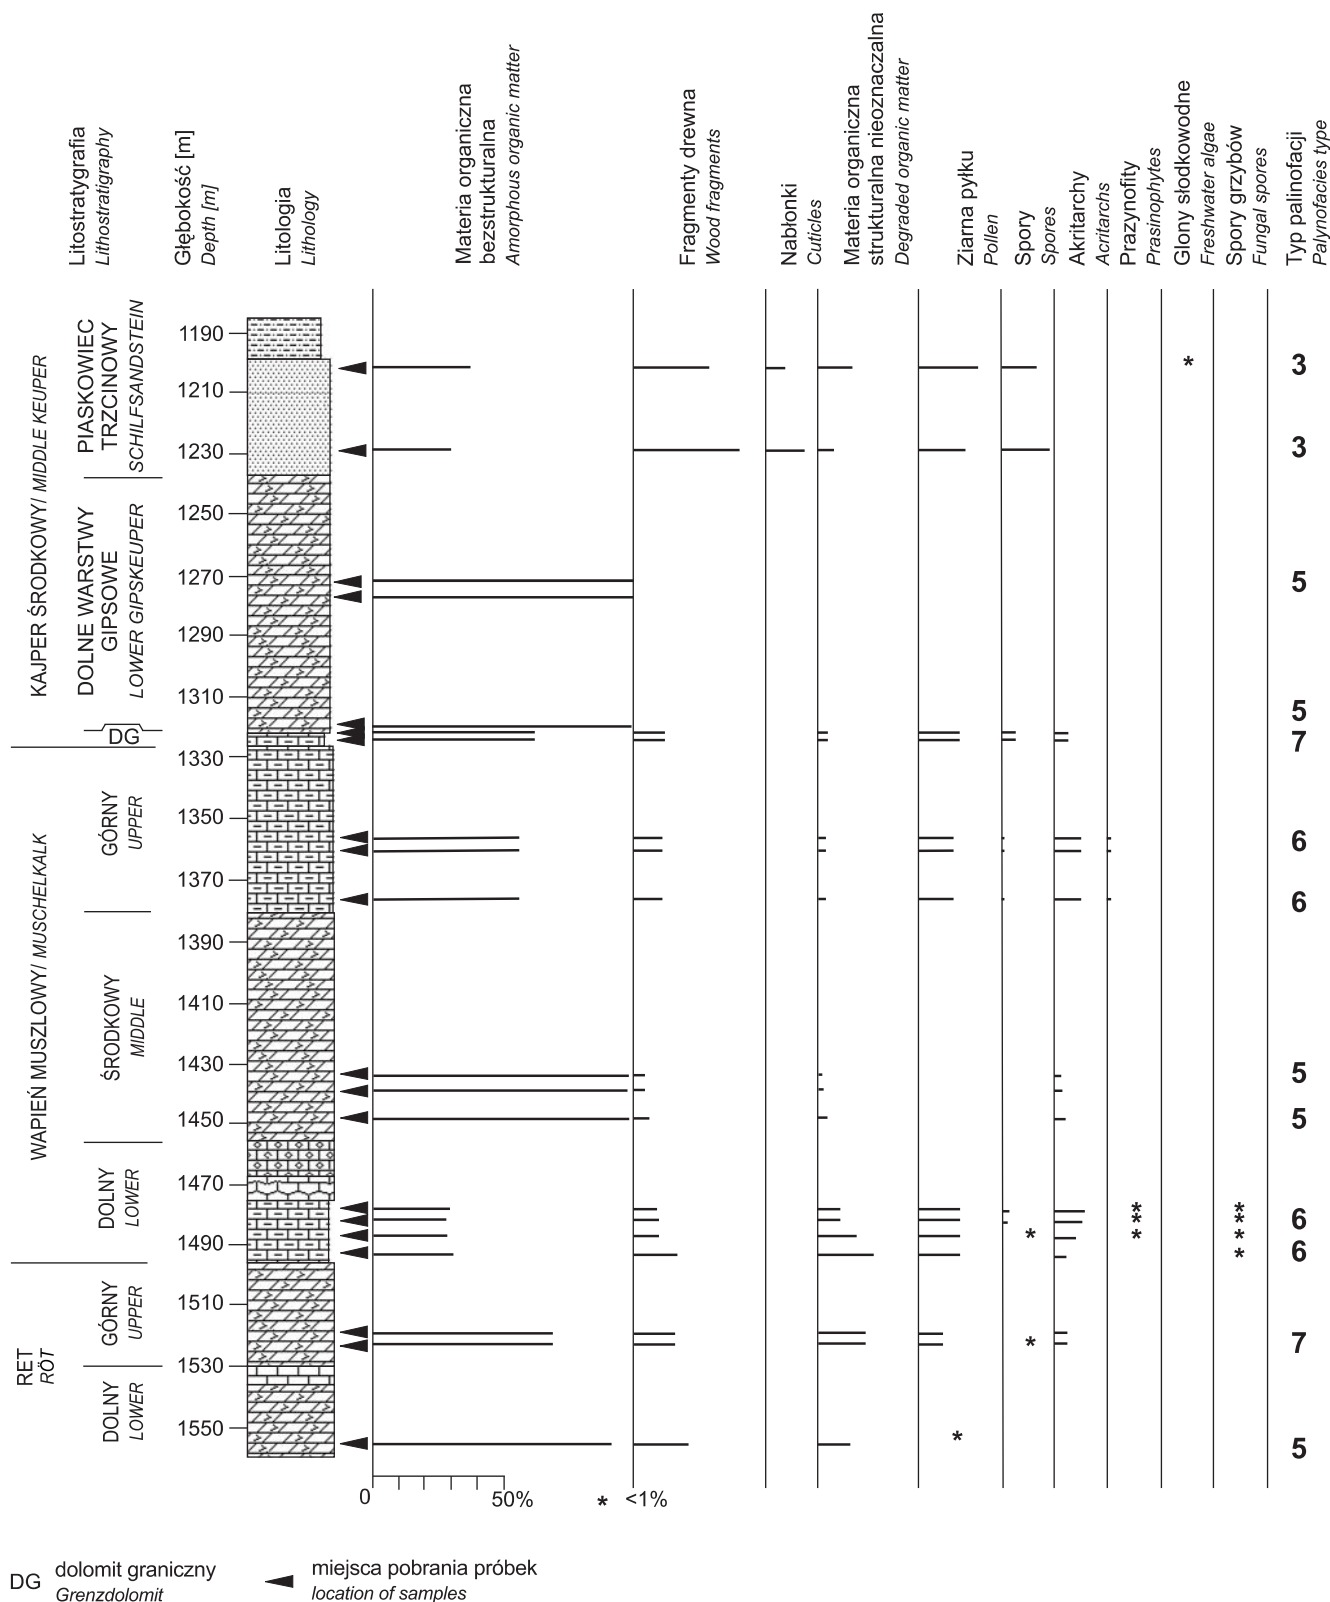 Litostratygrafia
Lithostratigraphy
Głębokość [m]
Depth [m]
Litologia
Lithology
Materia organiczna
bezstrukturalna
Amorphous organic matter
Fragmenty drewna
Wood fragments
Nabłonki
Cuticles
Materia organiczna
strukturalna nieoznaczalna
Degraded organic matter
Ziarna pyłku
Pollen
Spory
Spores
Akritarchy
Acritarchs
Prazynofity
Prasinophytes
Glony słodkowodne
Freshwater algae
Spory grzybów
Fungal spores
Typ palinofacji
Palynofacies type
KAJPER ŚRODKOWY/ MIDDLE KEUPER
PIASKOWIEC
TRZCINOWY
SCHILFSANDSTEIN
DOLNE WARSTWY
GIPSOWE
LOWER GIPSKEUPER
DG
WAPIEŃ MUSZLOWY/ MUSCHELKALK
GÓRNY
UPPER
ŚRODKOWY
MIDDLE
DOLNY
LOWER
RET
RÖT
GÓRNY
UPPER
DOLNY
LOWER
1190
1210
1230
1250
1270
1290
1310
1330
1350
1370
1390
1410
1430
1450
1470
1490
1510
1530
1550
*
* *
* *
* * *
*
*
*
3
3
5
5
7
6
6
5
5
6
6
7
5
0 50% * <1%
DG dolomit graniczny
Grenzdolomit
miejsca pobrania próbek
location of samples